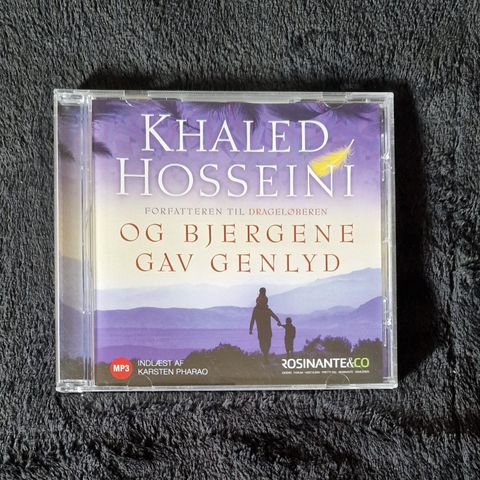 KHALED
HOSSEINI
FORFATTEREN TIL DRAGELØBEREN
OG BJERGENE
GAV GENLYD
MP3
INDLÆST AF
KARSTEN PHARAO
ROSINANTE&CO